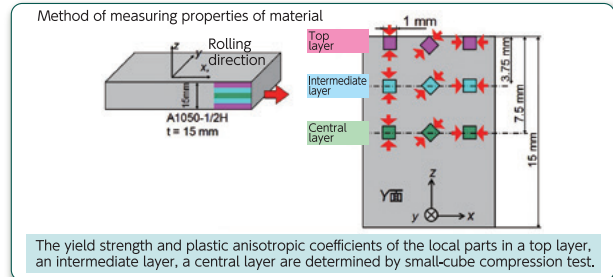 Method of measuring properties of material
z
y
Rolling
x,
direction
15mm
A1050-1/2H
t = 15 mm
1 mm
Top
layer
Intermediate
layer
Central
layer
3.75 mm
7.5 mm
15 mm
Y面
z
y
x
The yield strength and plastic anisotropic coefficients of the local parts in a top layer,
an intermediate layer, a central layer are determined by small-cube compression test.